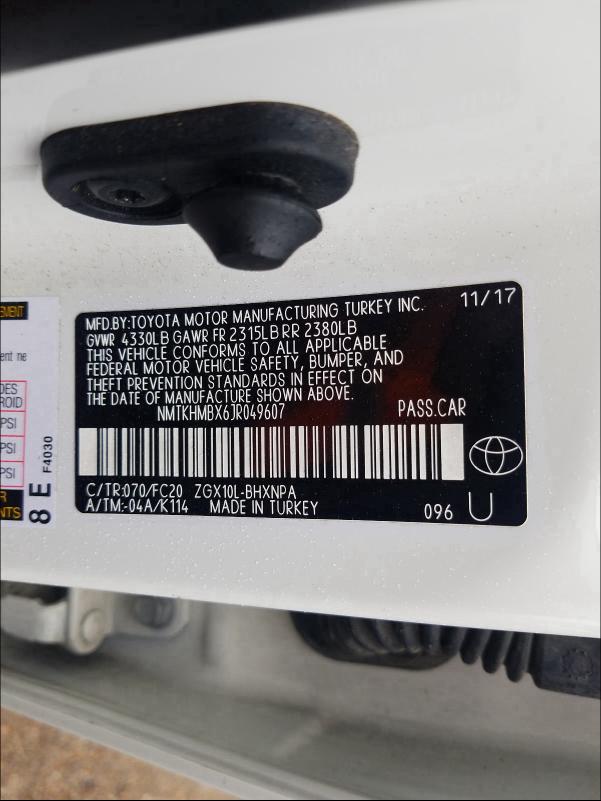 MFD.BY:TOYOTA MOTOR MANUFACTURING TURKEY INC. 11/17
GVWR 4330LB GAWR FR 2315LB RR 2380LB
THIS VEHICLE CONFORMS TO ALL APPLICABLE
FEDERAL MOTOR VEHICLE SAFETY, BUMPER, AND
THEFT PREVENTION STANDARDS IN EFFECT ON
THE DATE OF MANUFACTURE SHOWN ABOVE.
NMTKHMBX6JR049607 PASS.CAR
C/TR:070/FC20 ZGX10L-BHXNPA
A/TM:-04A/K114 MADE IN TURKEY
096 U
PSI
PSI
PSI
F4030
8 E